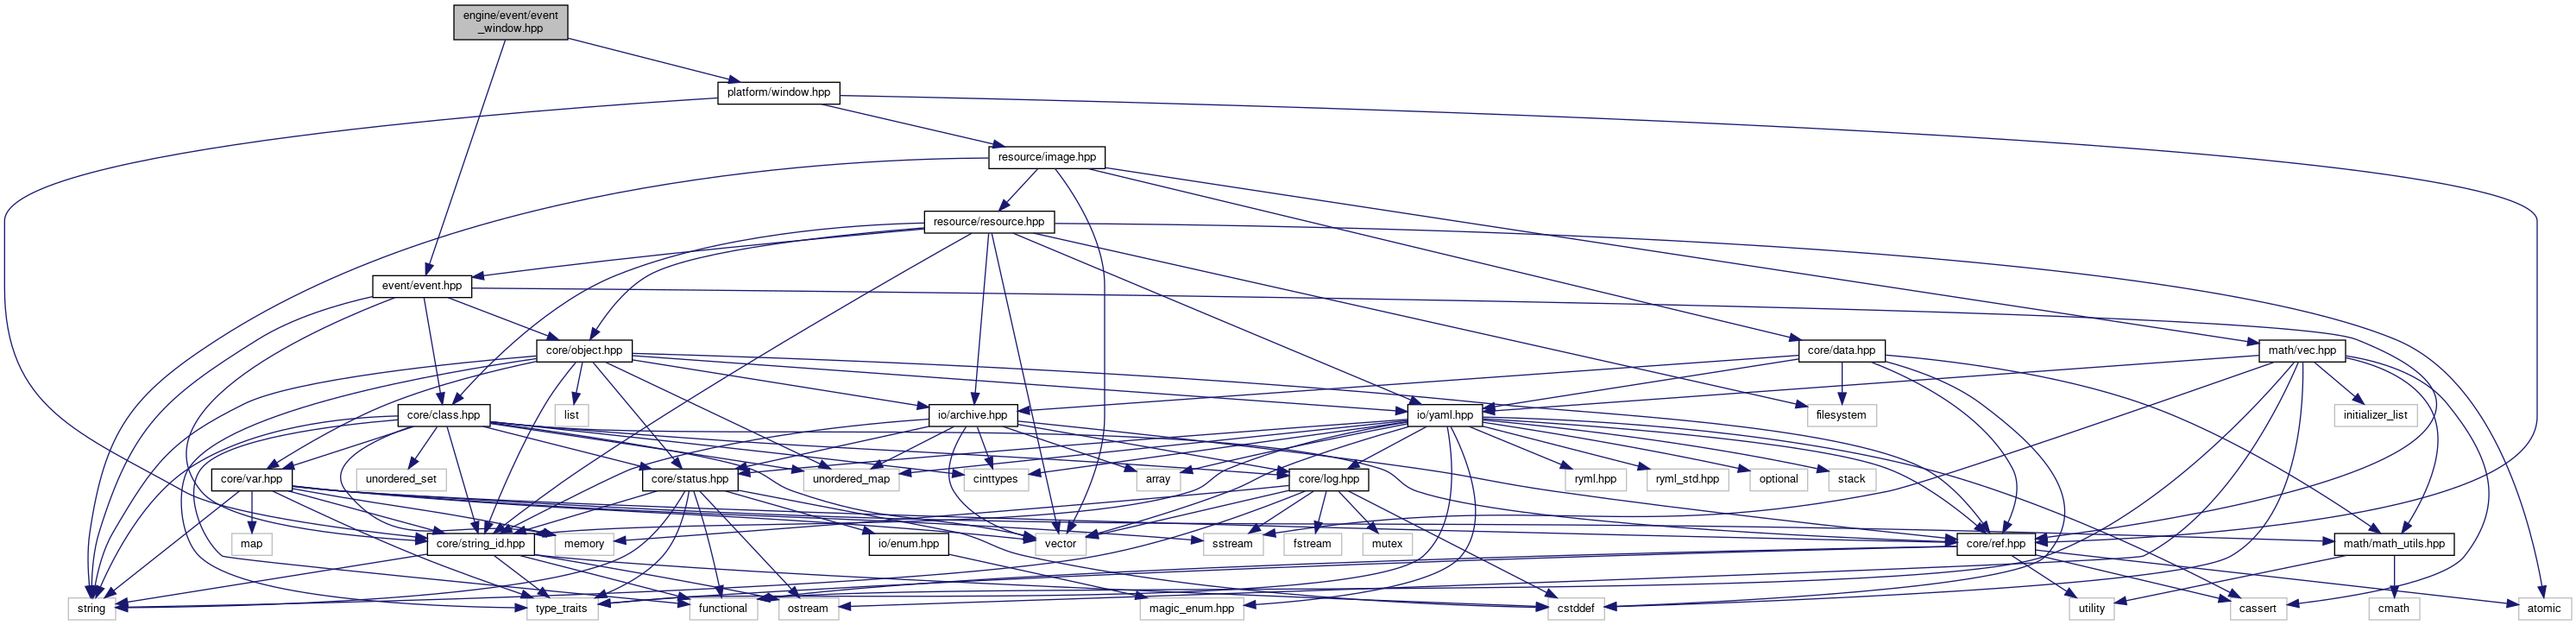 engine/event/event
_window.hpp
platform/window.hpp
resource/image.hpp
resource/resource.hpp
event/event.hpp
core/object.hpp
core/data.hpp
math/vec.hpp
core/class.hpp
list
io/archive.hpp
io/yaml.hpp
filesystem
initializer_list
core/var.hpp
unordered_set
core/status.hpp
unordered_map
cinttypes
array
core/log.hpp
ryml.hpp
ryml_std.hpp
optional
stack
map
core/string_id.hpp
memory
io/enum.hpp
vector
sstream
fstream
mutex
core/ref.hpp
math/math_utils.hpp
string
type_traits
functional
ostream
magic_enum.hpp
cstddef
utility
cassert
cmath
atomic